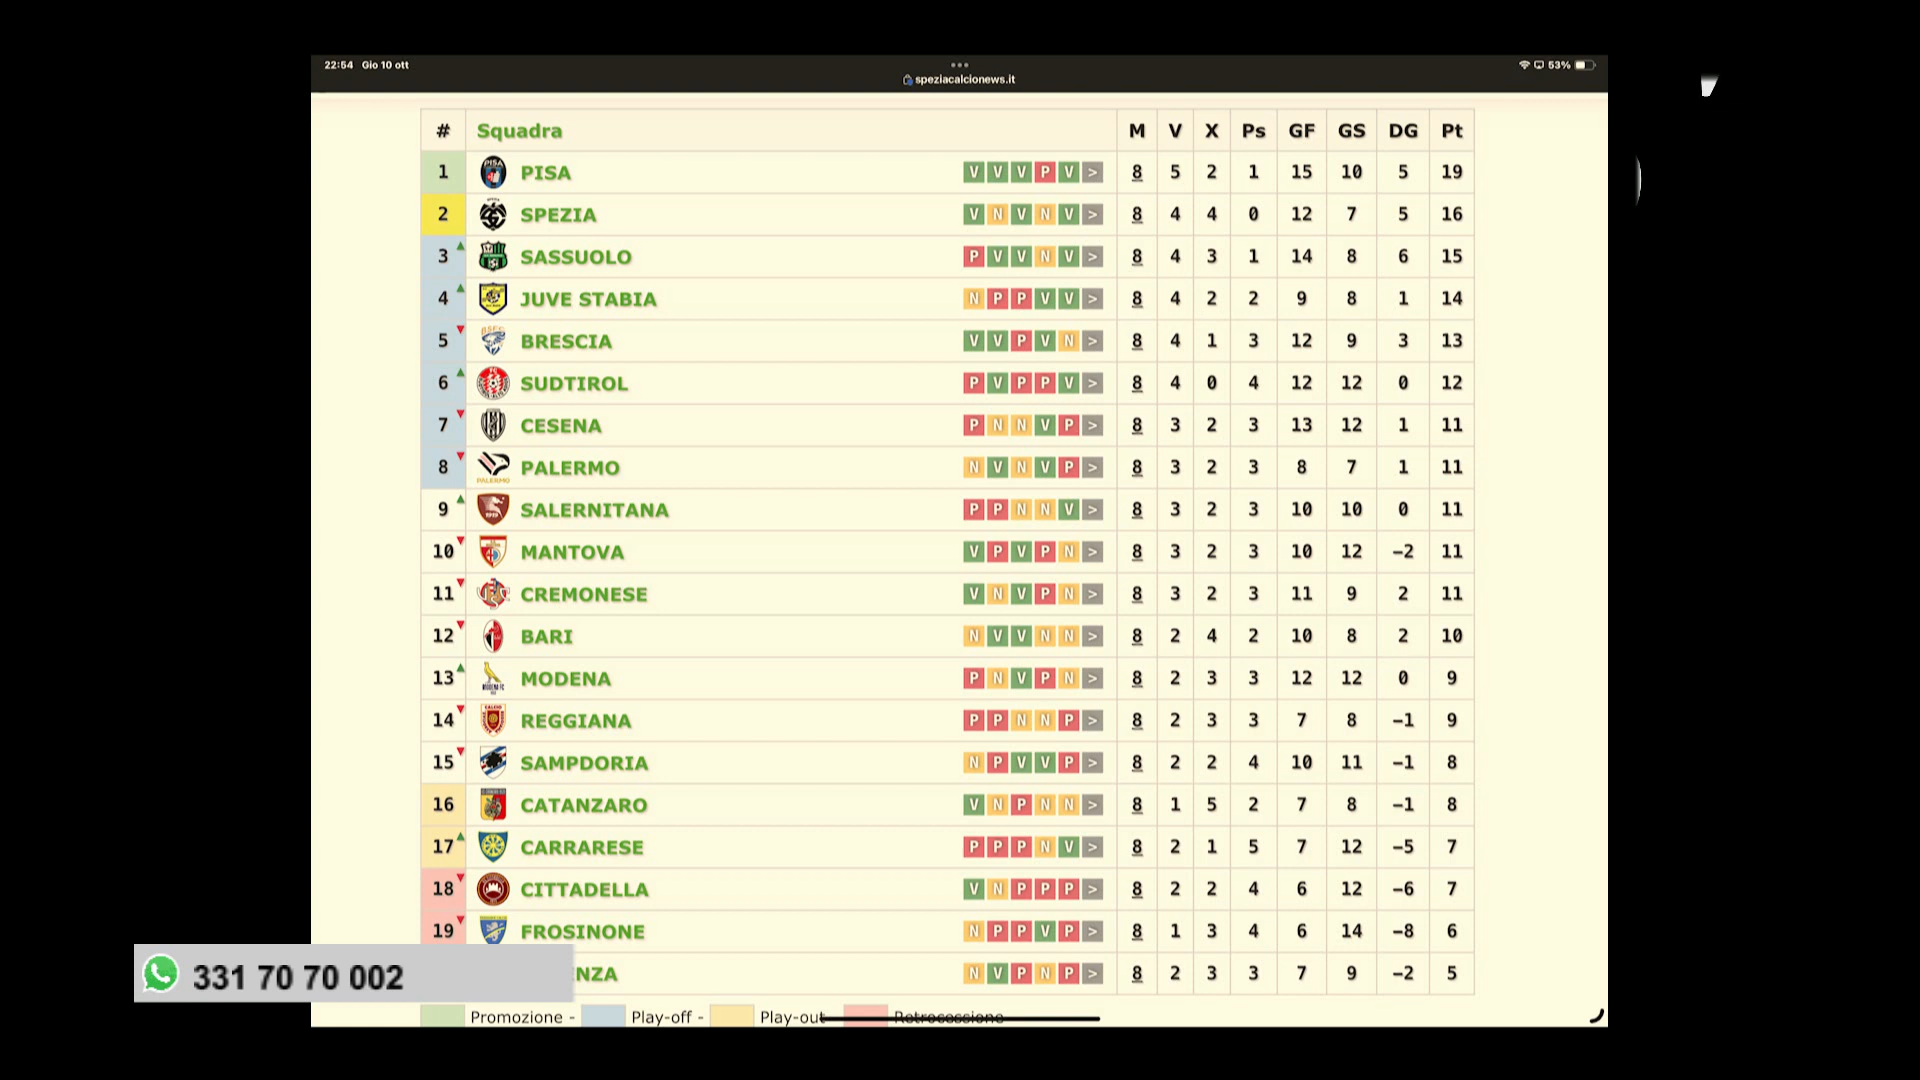 22:54 Gio 10 ott
speziacalcionews.it
53%
# Squadra M V X Ps GF GS DG Pt
1 PISA V V V P V > 8 5 2 1 15 10 5 19
2 SPEZIA V N V N V > 8 4 4 0 12 7 5 16
3 SASSUOLO P V V N V > 8 4 3 1 14 8 6 15
4 JUVE STABIA N P P V V > 8 4 2 2 9 8 1 14
5 BRESCIA V V P V N > 8 4 1 3 12 9 3 13
6 SUDTIROL P V P P V > 8 4 0 4 12 12 0 12
7 CESENA P N N V P > 8 3 2 3 13 12 1 11
8 PALERMO N V N V P > 8 3 2 3 8 7 1 11
9 SALERNITANA P P N N V > 8 3 2 3 10 10 0 11
10 MANTOVA V P V P N > 8 3 2 3 10 12 -2 11
11 CREMONESE V N V P N > 8 3 2 3 11 9 2 11
12 BARI N V V N N > 8 2 4 2 10 8 2 10
13 MODENA P N V P N > 8 2 3 3 12 12 0 9
14 REGGIANA P P N N P > 8 2 3 3 7 8 -1 9
15 SAMPDORIA N P V V P > 8 2 2 4 10 11 -1 8
16 CATANZARO V N P N N > 8 1 5 2 7 8 -1 8
17 CARRARESE P P P N V > 8 2 1 5 7 12 -5 7
18 CITTADELLA V N P P P > 8 2 2 4 6 12 -6 7
19 FROSINONE N P P V P > 8 1 3 4 6 14 -8 6
ENZA N V P N P > 8 2 3 3 7 9 -2 5
331 70 70 002
Promozione - Play-off - Play-out Retrocessione